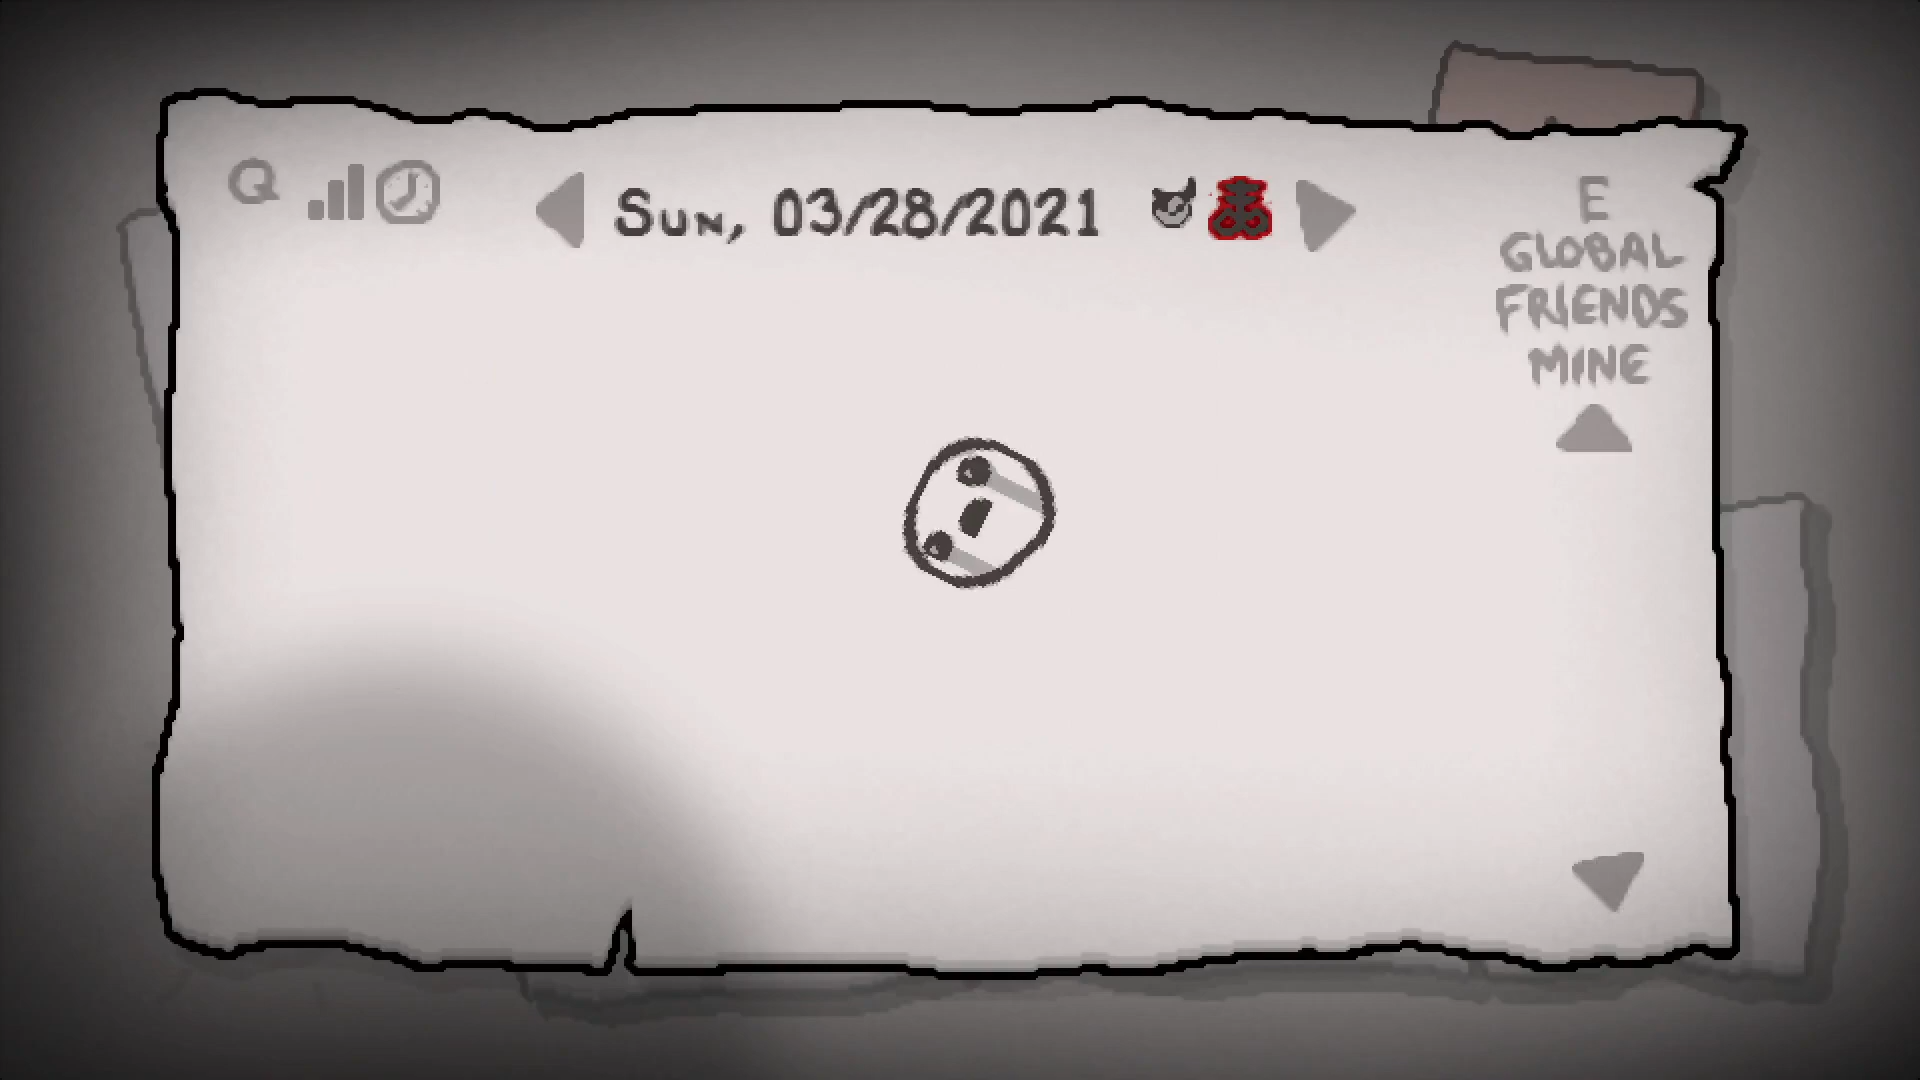 Q
Sun, 03/28/2021
E
GLOBAL
FRIENDS
MINE